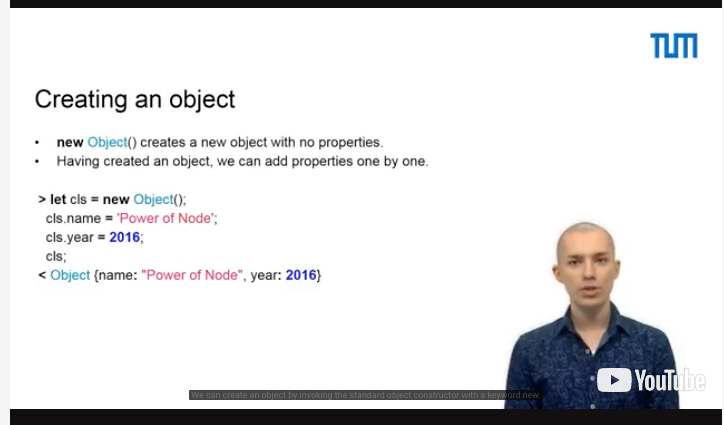 TUM
Creating an object
• new Object() creates a new object with no properties.
• Having created an object, we can add properties one by one.
> let cls = new Object();
cls.name = 'Power of Node';
cls.year = 2016;
cls;
< Object {name: "Power of Node", year: 2016}
YouTube
We can create an object by invoking the standard object constructor with a keyword new.